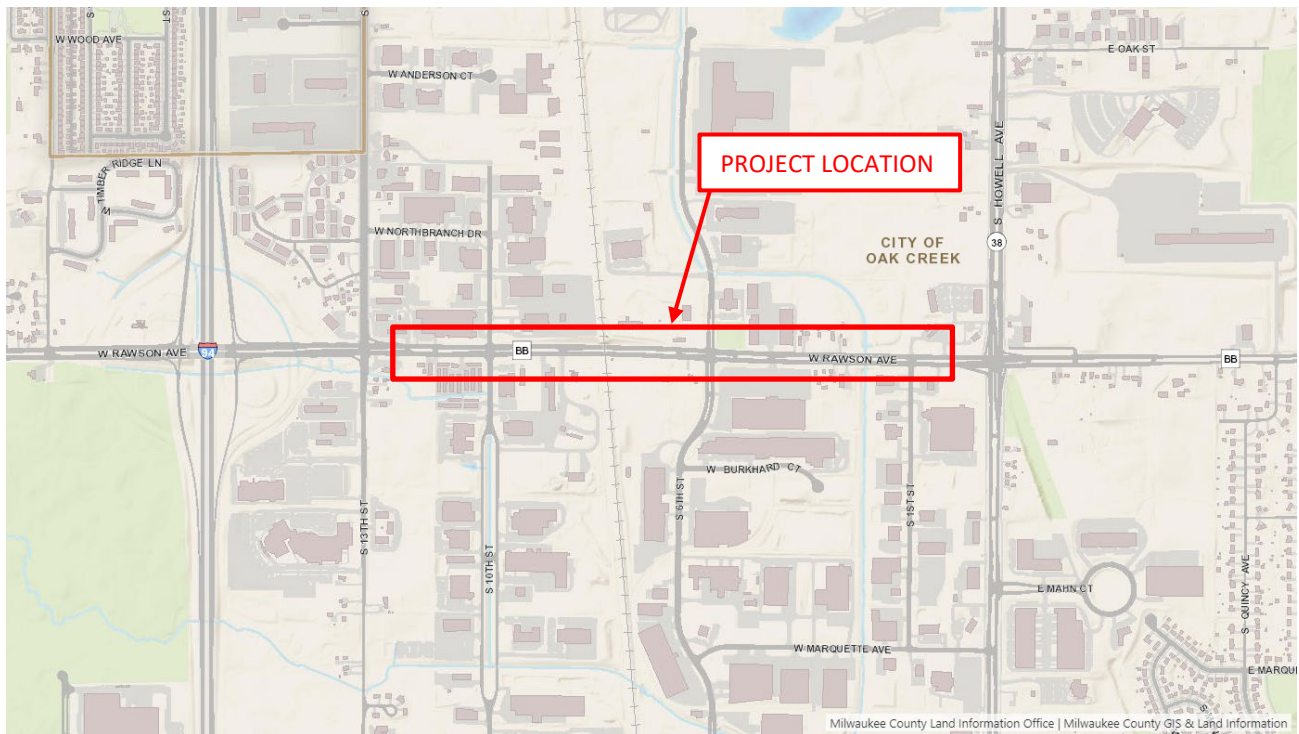 W WOOD AVE
S
ST
S
E OAK ST
W ANDERSON CT
S HOWELL AVE
PROJECT LOCATION
W TIMBER RIDGE LN
W NORTHBRANCH DR
CITY OF
OAK CREEK
38
W RAWSON AVE
94
BB
W RAWSON AVE
BB
W BURKHARD CT
S 13TH ST
S 10TH ST
S 6TH ST
S 1ST ST
E MAHN CT
S QUINCY AVE
W MARQUETTE AVE
E MARQU
S
Milwaukee County Land Information Office | Milwaukee County GIS & Land Information